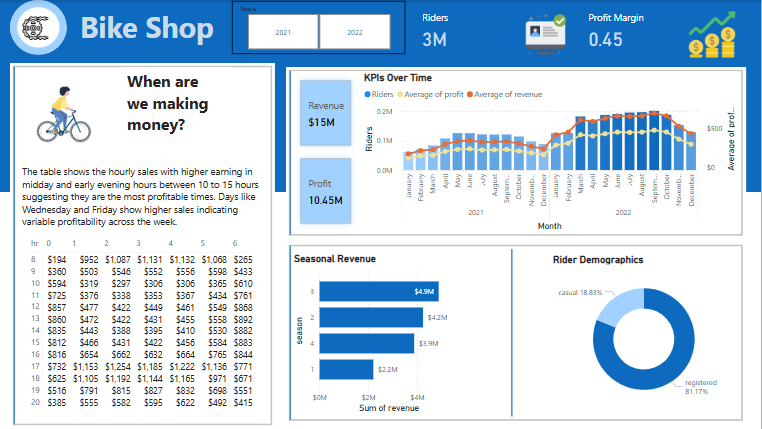 Bike Shop
Years
2021
2022
Riders
3M
Profit Margin
0.45
When are
we making
money?
The table shows the hourly sales with higher earning in
midday and early evening hours between 10 to 15 hours
suggesting they are the most profitable times. Days like
Wednesday and Friday show higher sales indicating
variable profitability across the week.
hr 0 1 2 3 4 5 6
8 $194 $952 $1,087 $1,131 $1,132 $1,068 $265
9 $360 $503 $546 $552 $556 $598 $433
10 $594 $319 $297 $306 $306 $365 $610
11 $725 $376 $338 $353 $367 $434 $761
12 $857 $477 $422 $449 $461 $549 $868
13 $860 $472 $422 $431 $455 $558 $892
14 $835 $443 $388 $395 $410 $530 $882
15 $812 $466 $431 $422 $456 $584 $883
16 $816 $654 $662 $632 $664 $765 $844
17 $732 $1,153 $1,254 $1,185 $1,222 $1,136 $771
18 $625 $1,105 $1,192 $1,144 $1,165 $971 $671
19 $516 $791 $815 $827 $832 $698 $551
20 $385 $555 $582 $595 $622 $492 $415
Revenue
$15M
Profit
10.45M
KPIs Over Time
Riders Average of profit Average of revenue
Riders
0.2M
0.1M
0.0M
$500
$0
Average of prof...
January
February
March
April
May
June
July
August
Septem...
October
Novemb...
December
January
February
March
April
May
June
July
August
Septem...
October
Novemb...
December
2021
2022
Month
Seasonal Revenue
season
3 $4.9M
2 $4.2M
4 $3.9M
1 $2.2M
$0M $2M $4M
Sum of revenue
Rider Demographics
casual 18.83%
registered
81.17%